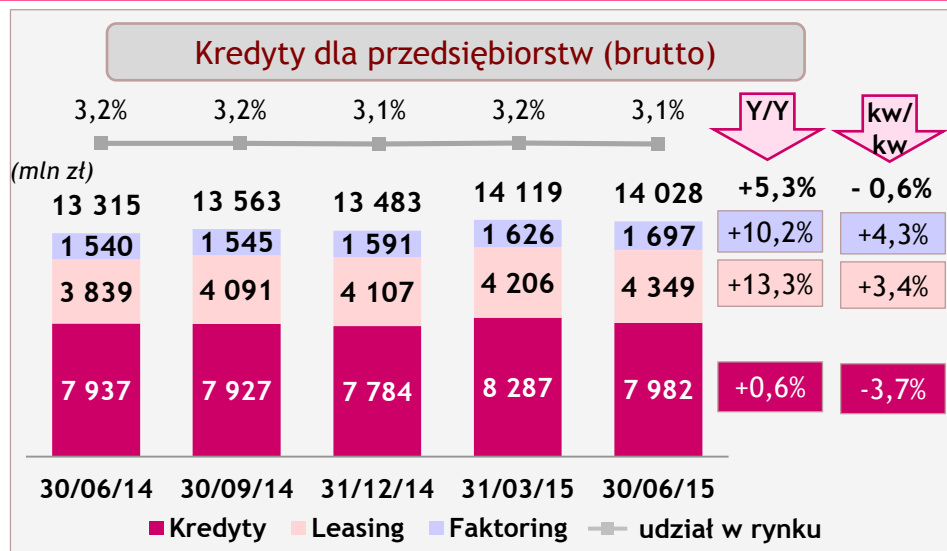 Kredyty dla przedsiębiorstw (brutto)
3,2% 3,2% 3,1% 3,2% 3,1% Y/Y kw/
kw
(mln zł)
13 315 13 563 13 483 14 119 14 028 +5,3% - 0,6%
1 540 1 545 1 591 1 626 1 697 +10,2% +4,3%
3 839 4 091 4 107 4 206 4 349 +13,3% +3,4%
7 937 7 927 7 784 8 287 7 982 +0,6% -3,7%
30/06/14 30/09/14 31/12/14 31/03/15 30/06/15
Kredyty Leasing Faktoring udział w rynku